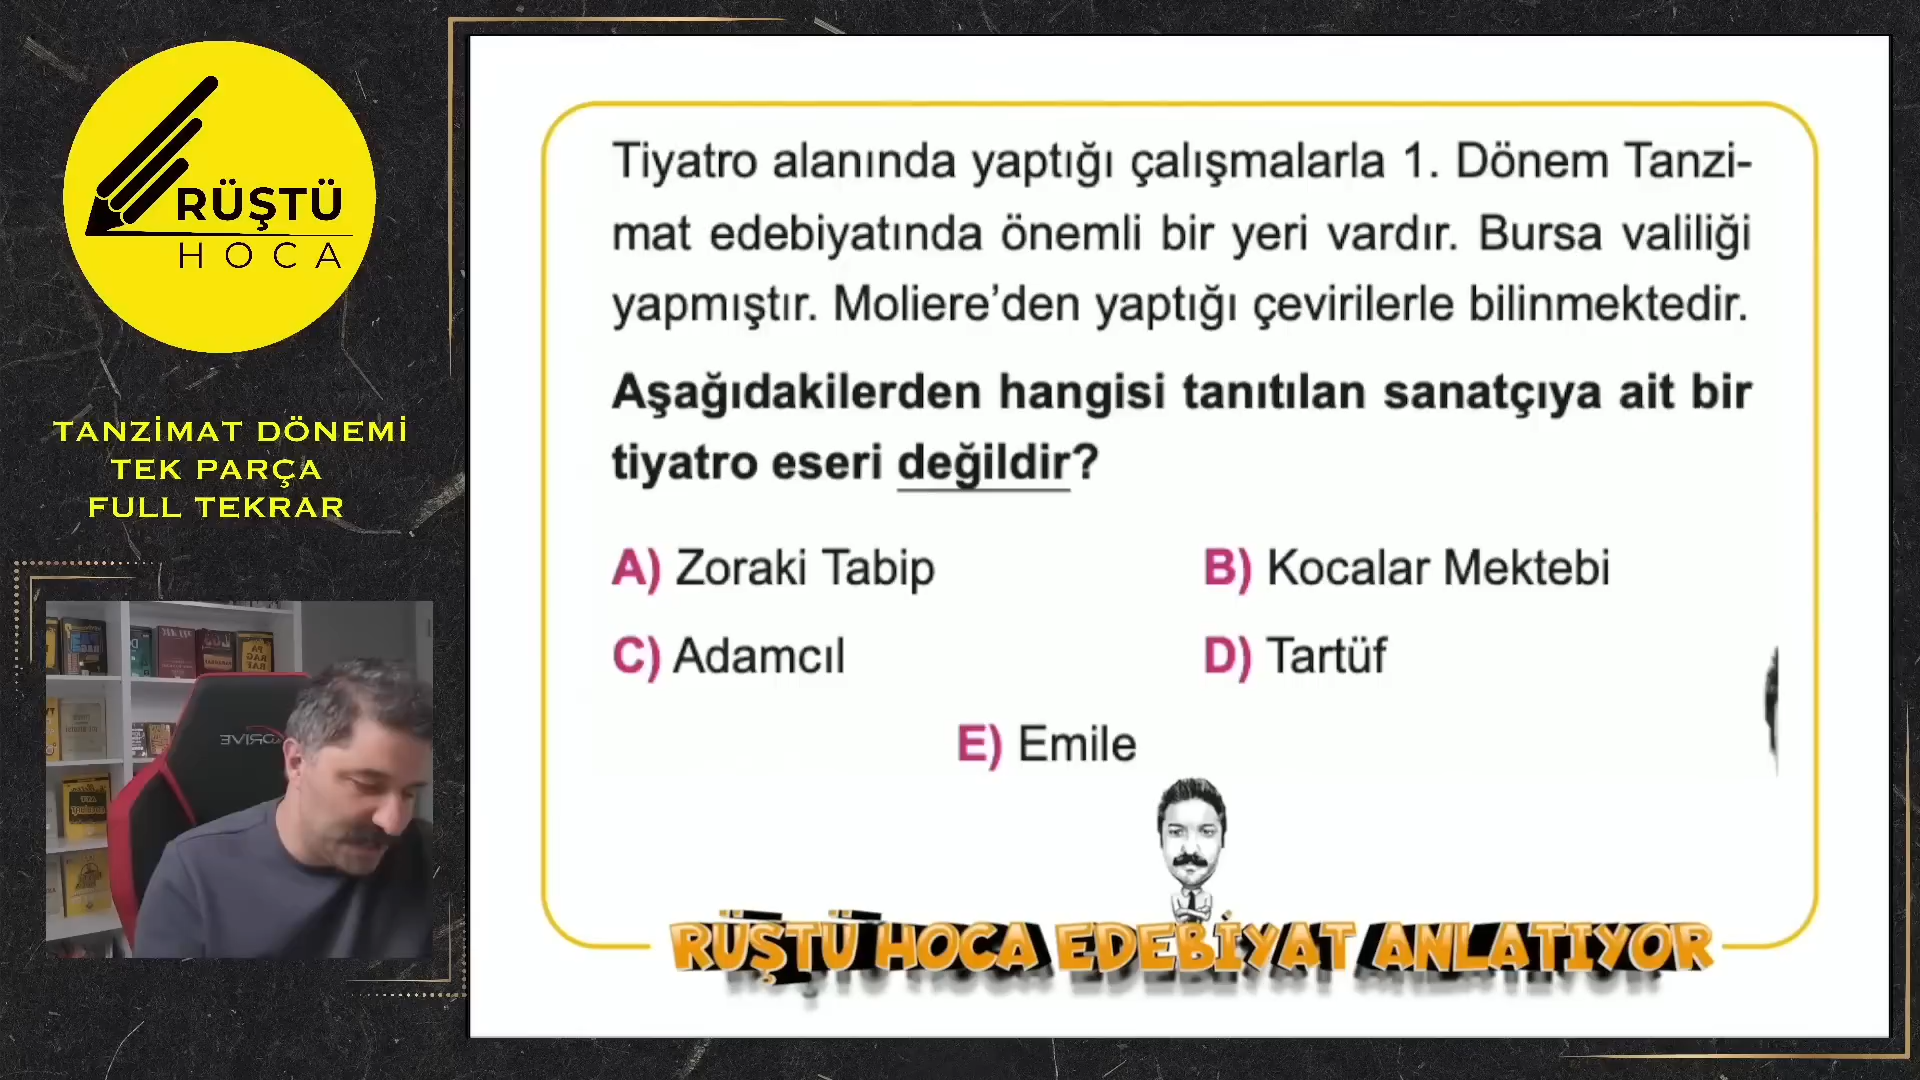 RÜŞTÜ
HOCA
TANZİMAT DÖNEMİ
TEK PARÇA
FULL TEKRAR
Tiyatro alanında yaptığı çalışmalarla 1. Dönem Tanzi-
mat edebiyatında önemli bir yeri vardır. Bursa valiliği
yapmıştır. Moliere’den yaptığı çevirilerle bilinmektedir.
Aşağıdakilerden hangisi tanıtılan sanatçıya ait bir
tiyatro eseri değildir?
A) Zoraki Tabip
B) Kocalar Mektebi
C) Adamcıl
D) Tartüf
E) Emile
RÜŞTÜ HOCA EDEBİYAT ANLATIYOR